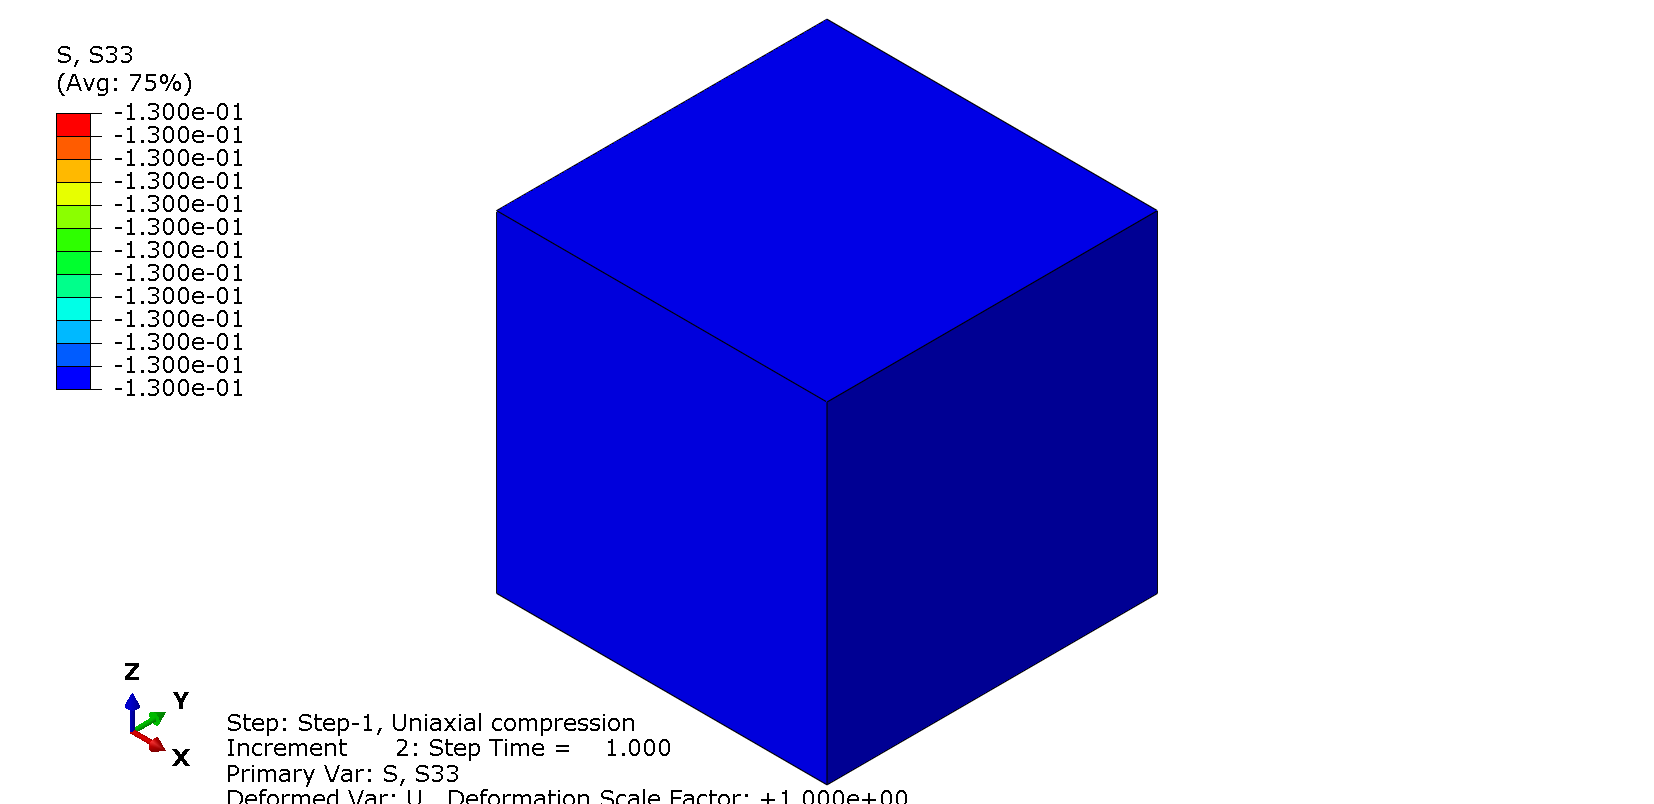 S, S33
(Avg: 75%)
-1.300e-01
-1.300e-01
-1.300e-01
-1.300e-01
-1.300e-01
-1.300e-01
-1.300e-01
-1.300e-01
-1.300e-01
-1.300e-01
-1.300e-01
-1.300e-01
-1.300e-01
Z
Y
X
Step: Step-1, Uniaxial compression
Increment 2: Step Time = 1.000
Primary Var: S, S33
Deformed Var: U Deformation Scale Factor: +1.000e+00